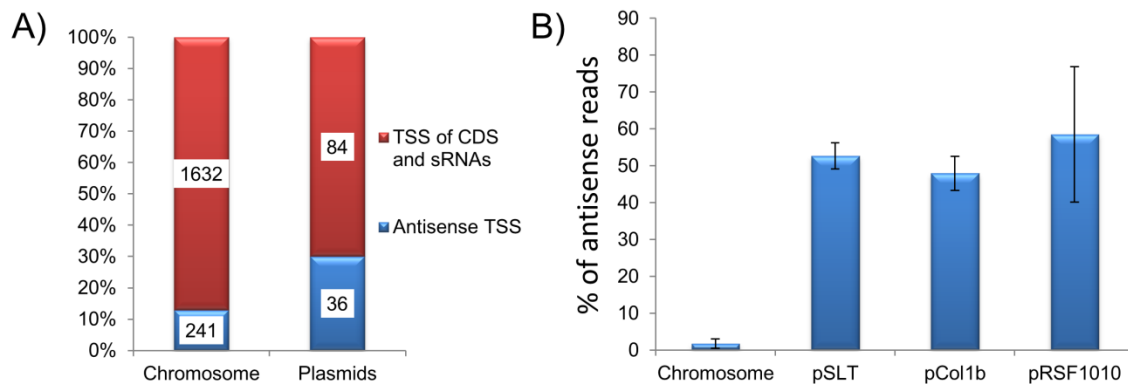 A)
100%
90%
80%
70%
60%
50%
40%
30%
20%
10%
0%
1632
241
84
36
Chromosome
Plasmids
TSS of CDS
and sRNAs
Antisense TSS
B)
% of antisense reads
90
80
70
60
50
40
30
20
10
0
Chromosome
pSLT
pCol1b
pRSF1010